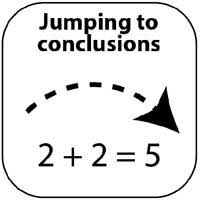 Jumping to
conclusions
2 + 2 = 5